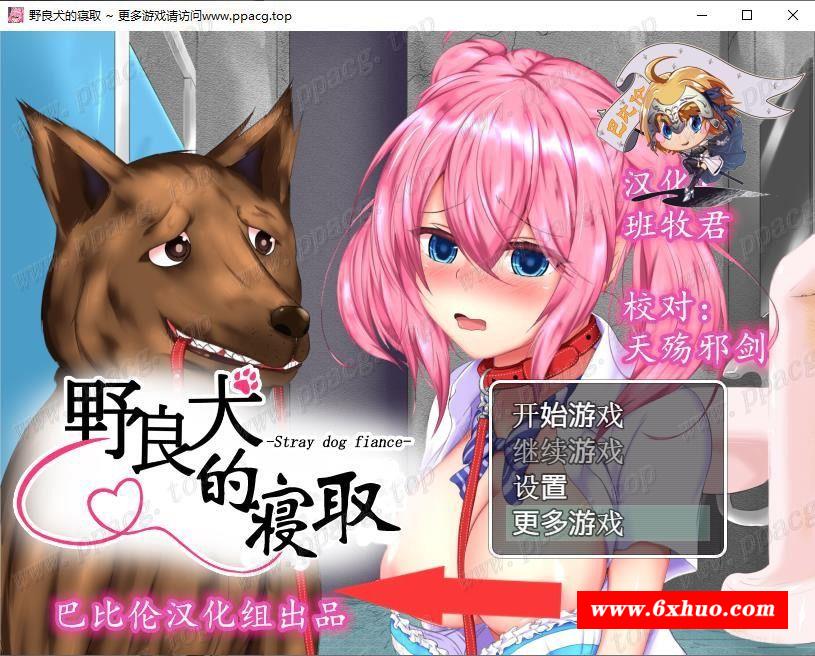 野良犬的寝取 ~ 更多游戏请访问www.ppacg.top
巴比伦
汉化:
班牧君
校对:
天殇邪剑
野良犬的寝取
-Stray dog fiance-
开始游戏
继续游戏
设置
更多游戏
巴比伦汉化组出品
www.6xhuo.com
www.ppacg.top